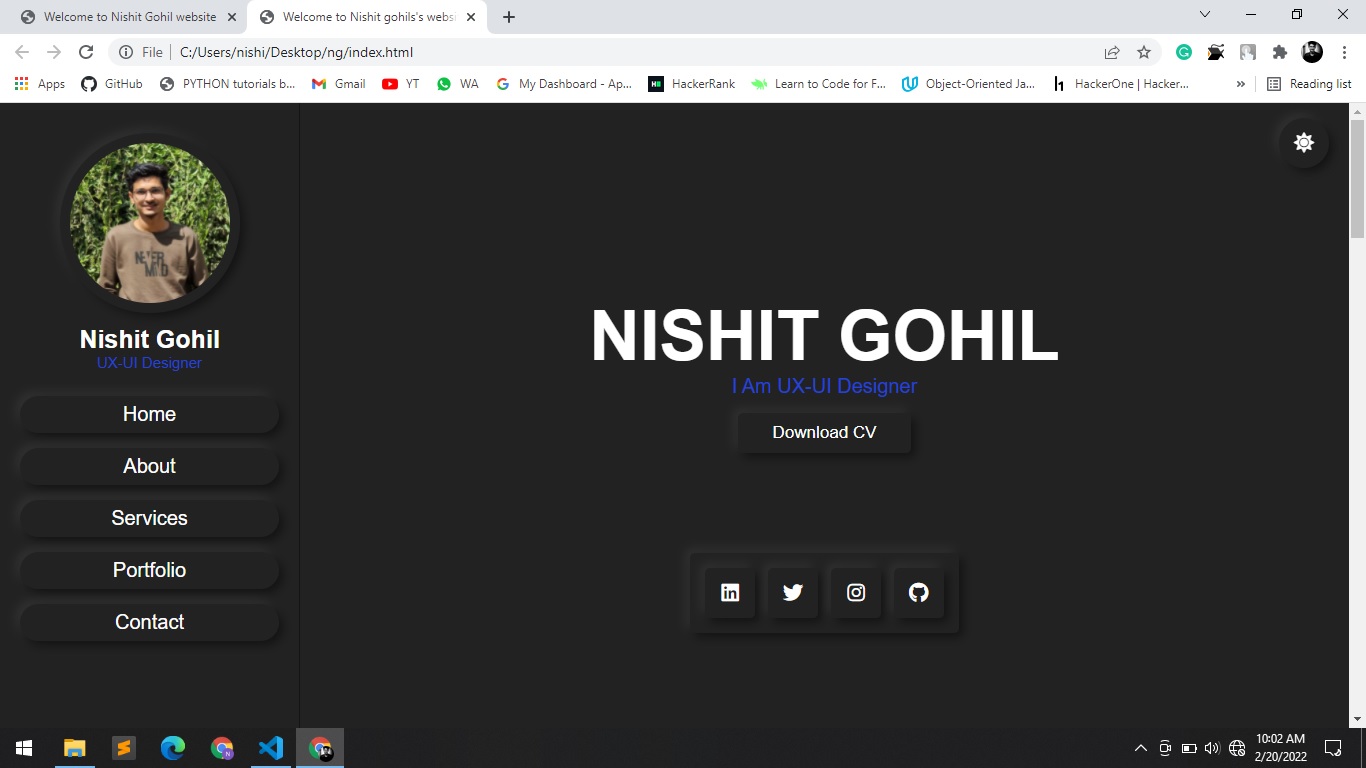 Welcome to Nishit Gohil website
Welcome to Nishit gohils's webs
File
C:/Users/nishi/Desktop/ng/index.html
Apps
GitHub
PYTHON tutorials b...
Gmail
YT
WA
My Dashboard - Ap...
HackerRank
Learn to Code for F...
Object-Oriented Ja...
HackerOne | Hacker...
»
Reading list
NEVER
MIND
Nishit Gohil
UX-UI Designer
Home
About
Services
Portfolio
Contact
NISHIT GOHIL
I Am UX-UI Designer
Download CV
10:02 AM
2/20/2022